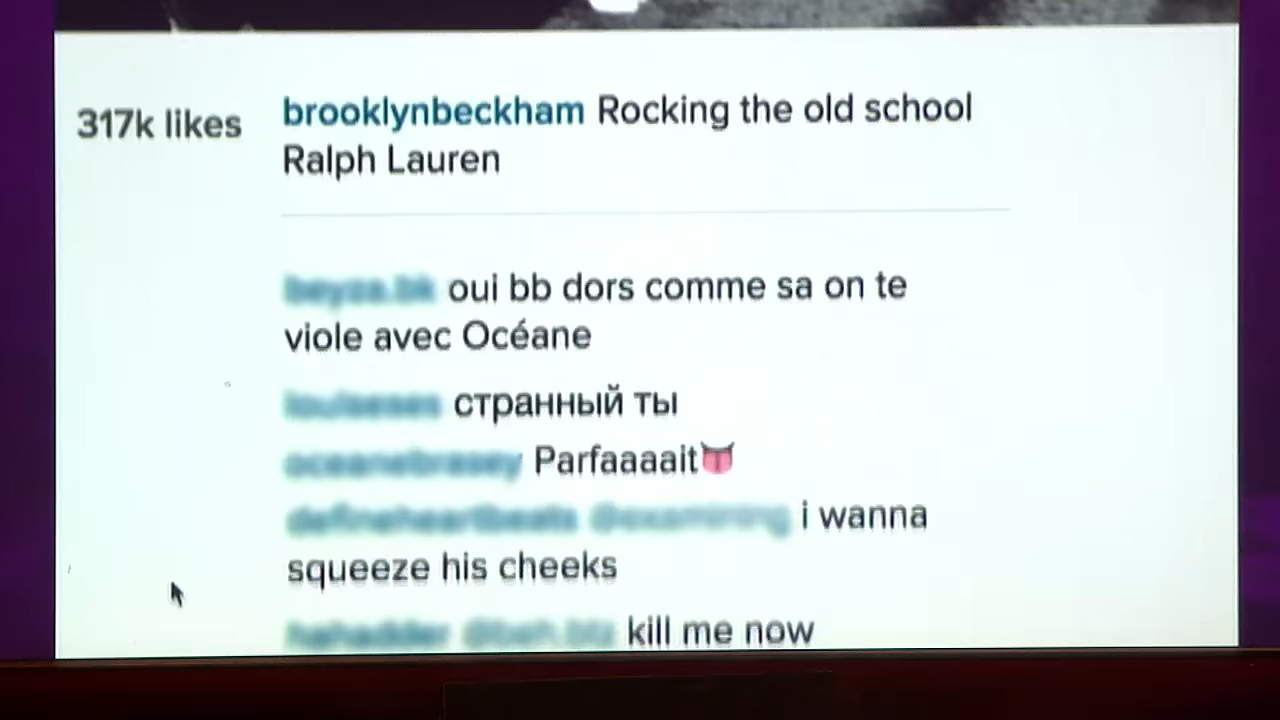 317k likes
brooklynbeckham Rocking the old school
Ralph Lauren
oui bb dors comme sa on te
viole avec Océane
странный ты
Parfaaaait👅
i wanna
squeeze his cheeks
kill me now